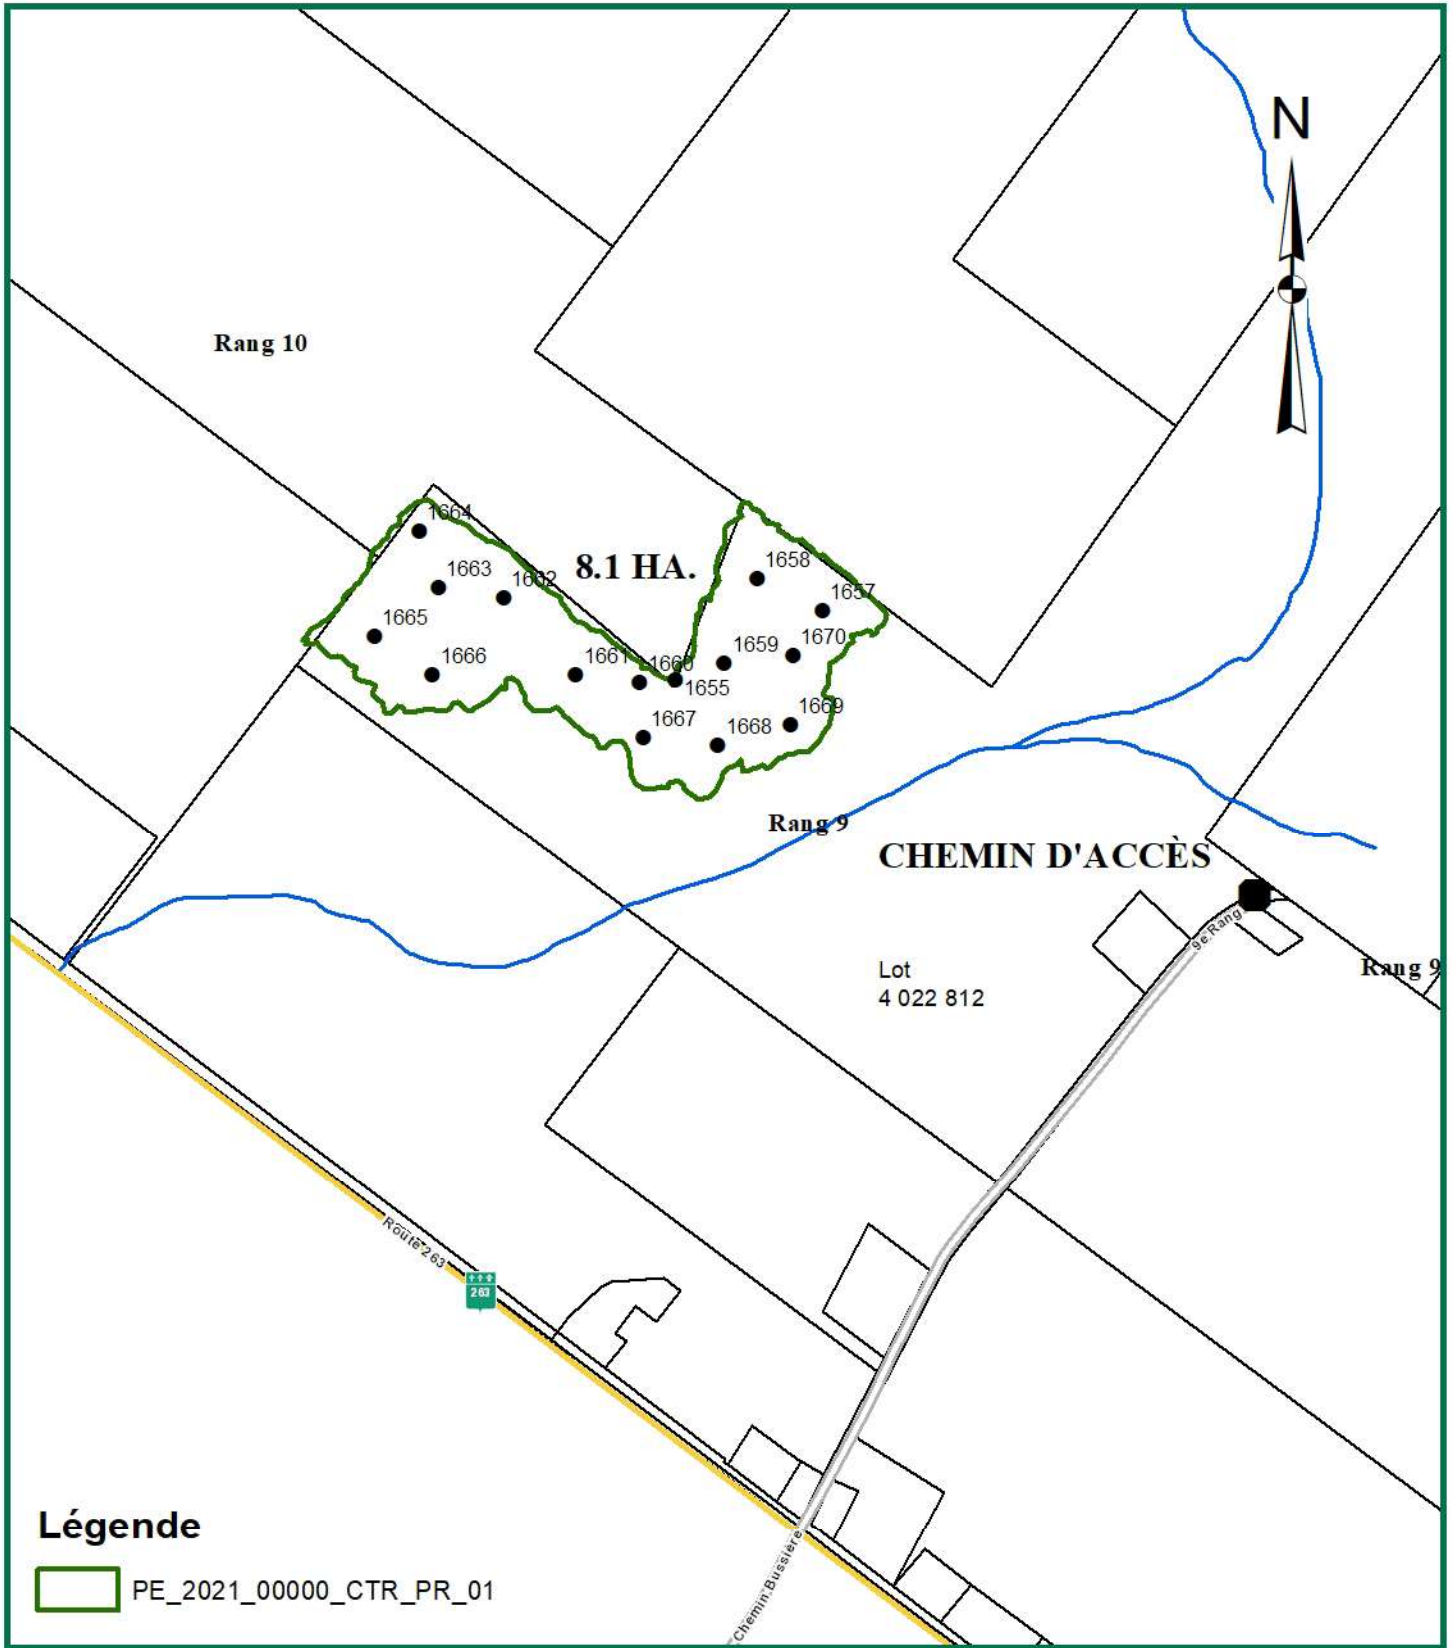 N
Rang 10
1664
8.1 HA.
1658
1663
1662
1657
1665
1659
1670
1666
1661
1660
1655
1669
1667
1668
Rang 9
CHEMIN D'ACCÈS
9e Rang
Lot
4 022 812
Rang 9
Route 263
263
Chemin Bussière
Légende
PE_2021_00000_CTR_PR_01